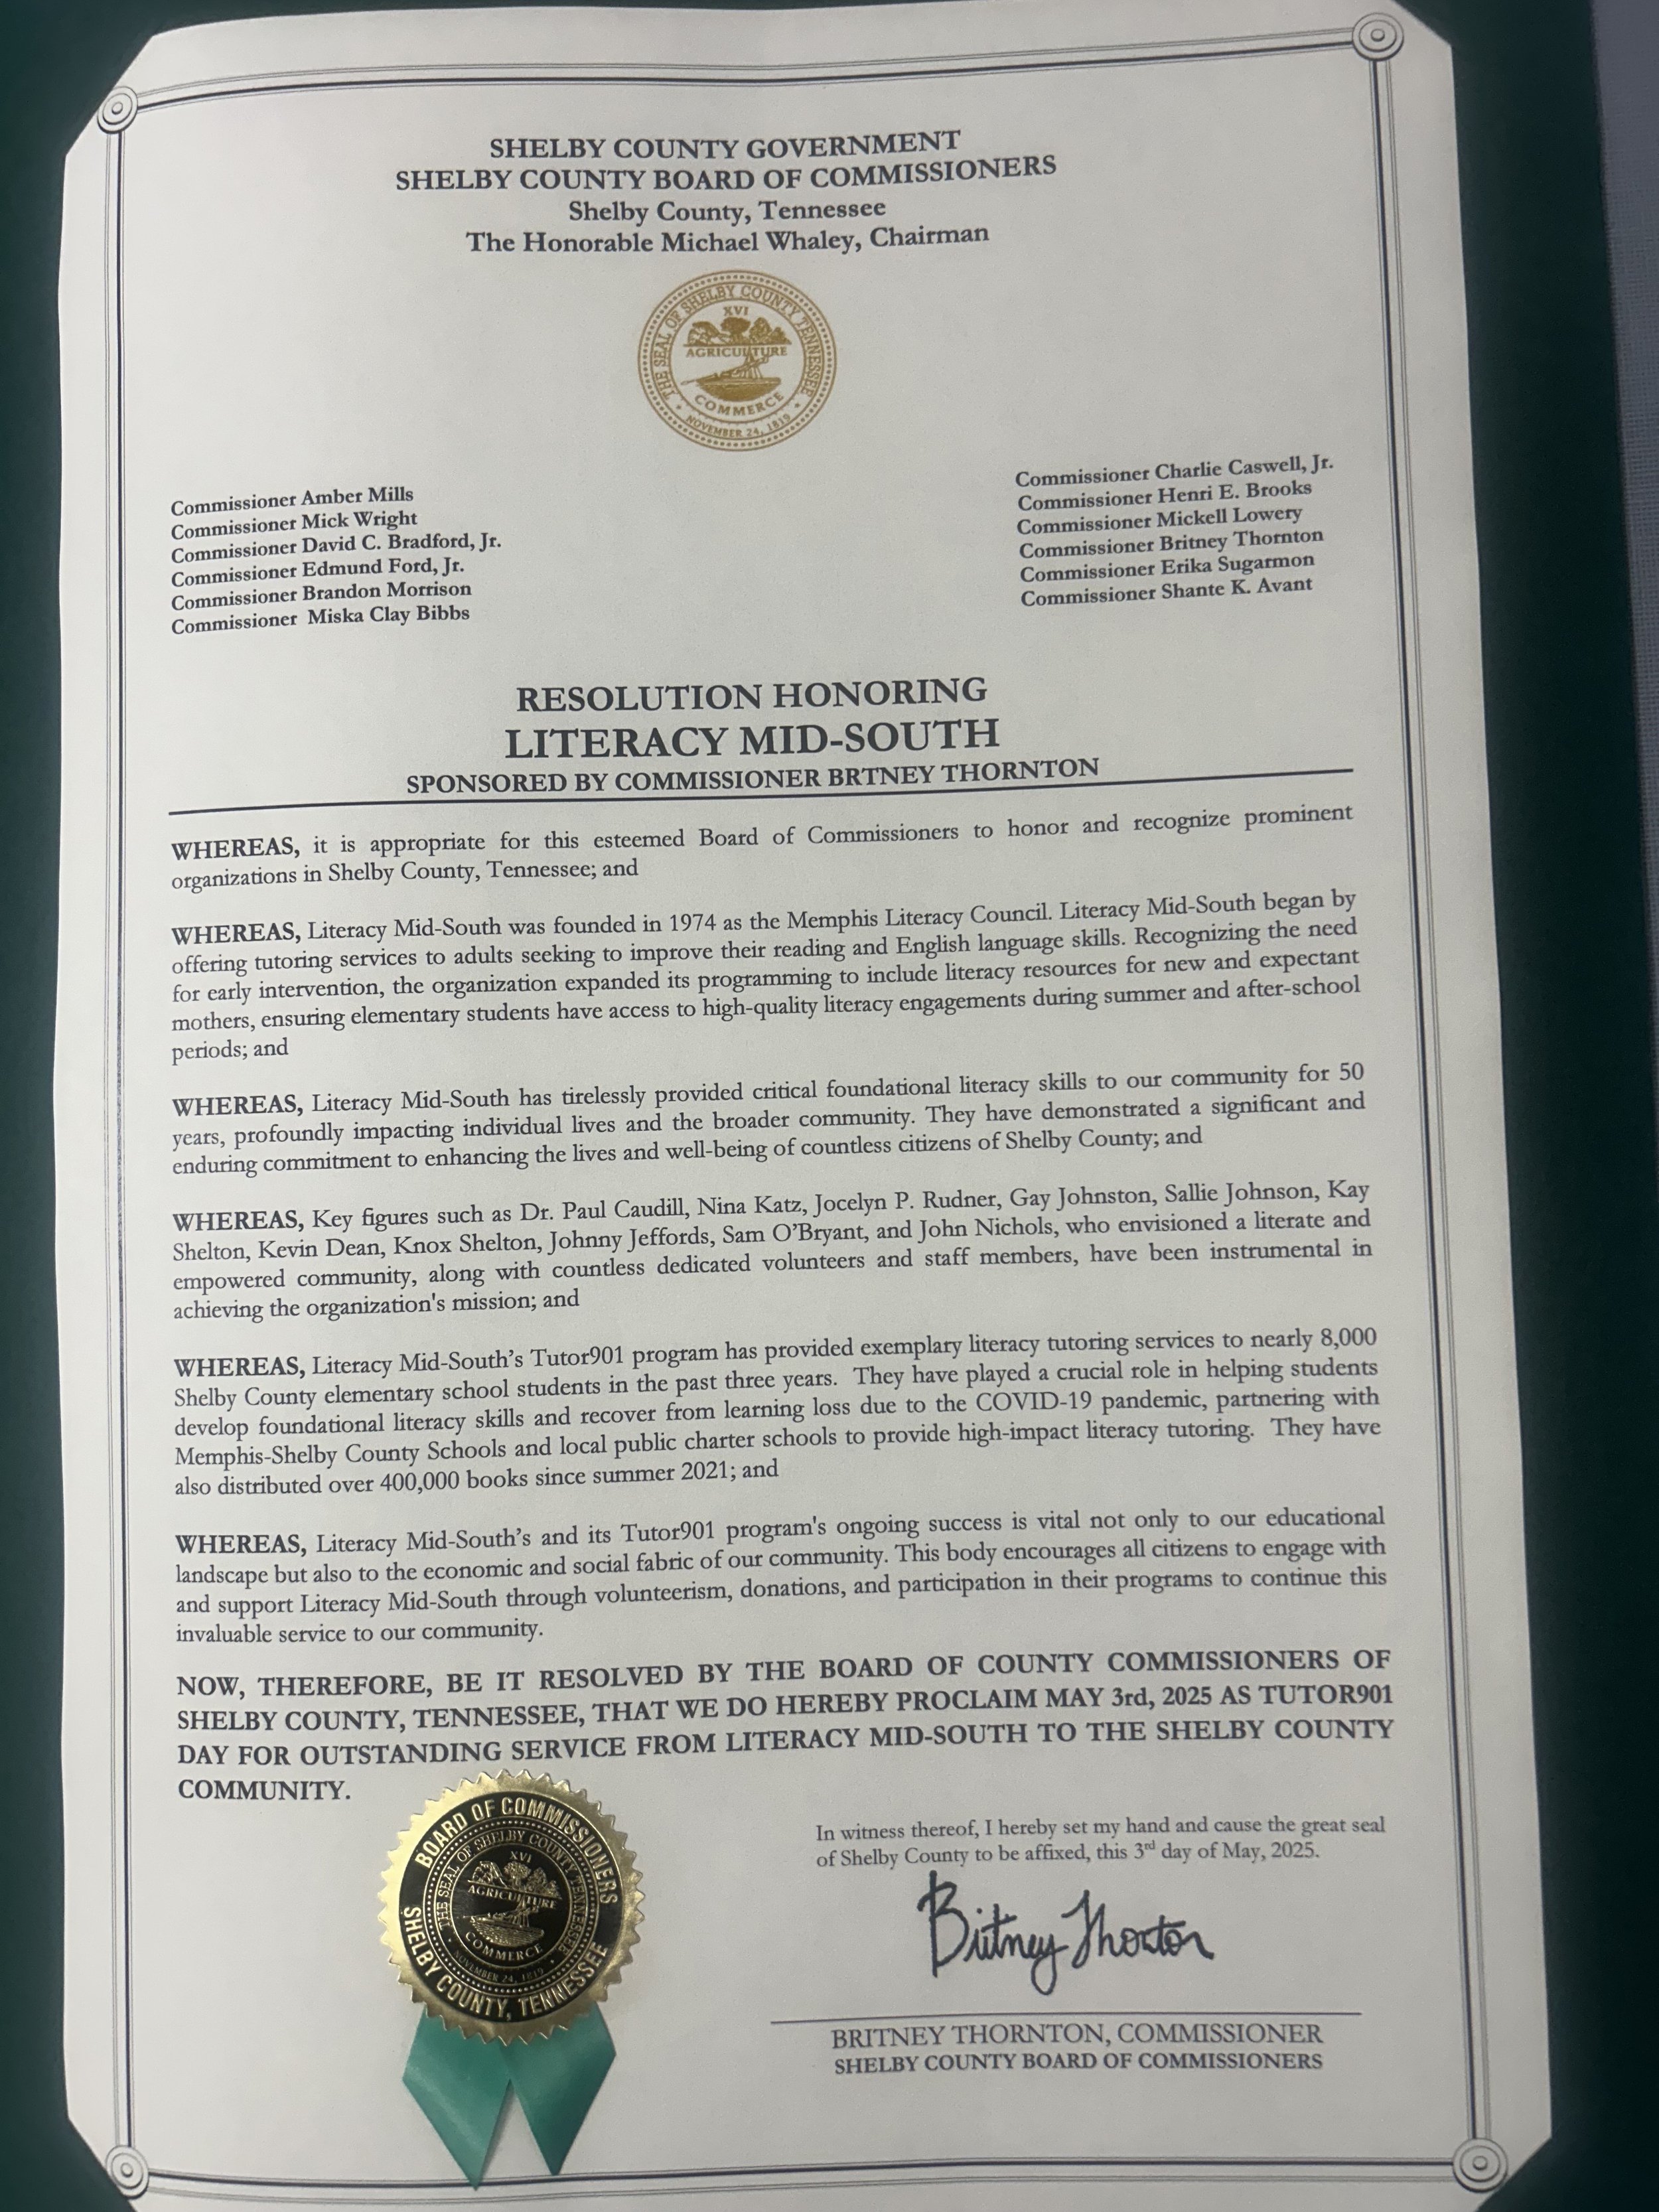 SHELBY COUNTY GOVERNMENT
SHELBY COUNTY BOARD OF COMMISSIONERS
Shelby County, Tennessee
The Honorable Michael Whaley, Chairman
THE SEAL OF SHELBY COUNTY TENNESSEE
XVI
AGRICULTURE
COMMERCE
NOVEMBER 24, 1819
Commissioner Amber Mills
Commissioner Mick Wright
Commissioner David C. Bradford, Jr.
Commissioner Edmund Ford, Jr.
Commissioner Brandon Morrison
Commissioner Miska Clay Bibbs
Commissioner Charlie Caswell, Jr.
Commissioner Henri E. Brooks
Commissioner Mickell Lowery
Commissioner Britney Thornton
Commissioner Erika Sugarmon
Commissioner Shante K. Avant
RESOLUTION HONORING
LITERACY MID-SOUTH
SPONSORED BY COMMISSIONER BRTNEY THORNTON
WHEREAS, it is appropriate for this esteemed Board of Commissioners to honor and recognize prominent
organizations in Shelby County, Tennessee; and
WHEREAS, Literacy Mid-South was founded in 1974 as the Memphis Literacy Council. Literacy Mid-South began by
offering tutoring services to adults seeking to improve their reading and English language skills. Recognizing the need
for early intervention, the organization expanded its programming to include literacy resources for new and expectant
mothers, ensuring elementary students have access to high-quality literacy engagements during summer and after-school
periods; and
WHEREAS, Literacy Mid-South has tirelessly provided critical foundational literacy skills to our community for 50
years, profoundly impacting individual lives and the broader community. They have demonstrated a significant and
enduring commitment to enhancing the lives and well-being of countless citizens of Shelby County; and
WHEREAS, Key figures such as Dr. Paul Caudill, Nina Katz, Jocelyn P. Rudner, Gay Johnston, Sallie Johnson, Kay
Shelton, Kevin Dean, Knox Shelton, Johnny Jeffords, Sam O'Bryant, and John Nichols, who envisioned a literate and
empowered community, along with countless dedicated volunteers and staff members, have been instrumental in
achieving the organization's mission; and
WHEREAS, Literacy Mid-South's Tutor901 program has provided exemplary literacy tutoring services to nearly 8,000
Shelby County elementary school students in the past three years. They have played a crucial role in helping students
develop foundational literacy skills and recover from learning loss due to the COVID-19 pandemic, partnering with
Memphis-Shelby County Schools and local public charter schools to provide high-impact literacy tutoring. They have
also distributed over 400,000 books since summer 2021; and
WHEREAS, Literacy Mid-South's and its Tutor901 program's ongoing success is vital not only to our educational
landscape but also to the economic and social fabric of our community. This body encourages all citizens to engage with
and support Literacy Mid-South through volunteerism, donations, and participation in their programs to continue this
invaluable service to our community.
NOW, THEREFORE, BE IT RESOLVED BY THE BOARD OF COUNTY COMMISSIONERS OF
SHELBY COUNTY, TENNESSEE, THAT WE DO HEREBY PROCLAIM MAY 3rd, 2025 AS TUTOR901
DAY FOR OUTSTANDING SERVICE FROM LITERACY MID-SOUTH TO THE SHELBY COUNTY
COMMUNITY.
BOARD OF COMMISSIONERS
SHELBY COUNTY, TENNESSEE
THE SEAL OF SHELBY COUNTY TENNESSEE
XVI
AGRICULTURE
COMMERCE
NOVEMBER 24, 1819
In witness thereof, I hereby set my hand and cause the great seal
of Shelby County to be affixed, this 3rd day of May, 2025.
Britney Thornton
BRITNEY THORNTON, COMMISSIONER
SHELBY COUNTY BOARD OF COMMISSIONERS